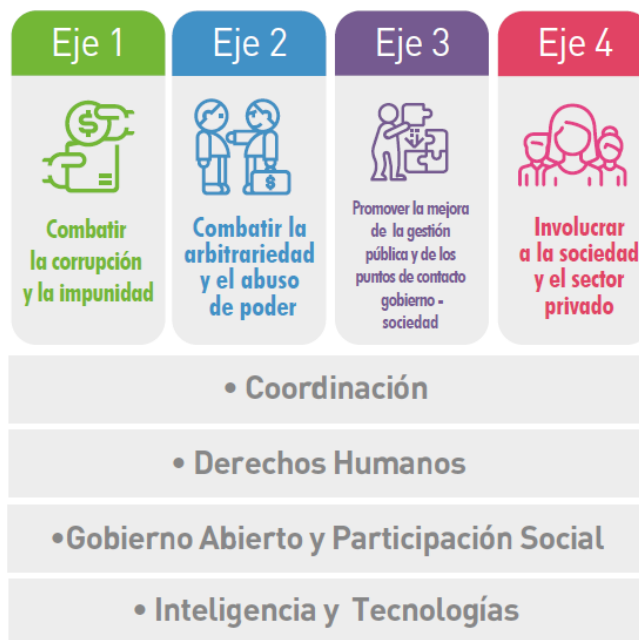 Eje 1
Combatir
la corrupción
y la impunidad
Eje 2
Combatir la
arbitrariedad
y el abuso
de poder
Eje 3
Promover la mejora
de la gestión
pública y de los
puntos de contacto
gobierno -
sociedad
Eje 4
Involucrar
a la sociedad
y el sector
privado
• Coordinación
• Derechos Humanos
•Gobierno Abierto y Participación Social
• Inteligencia y Tecnologías